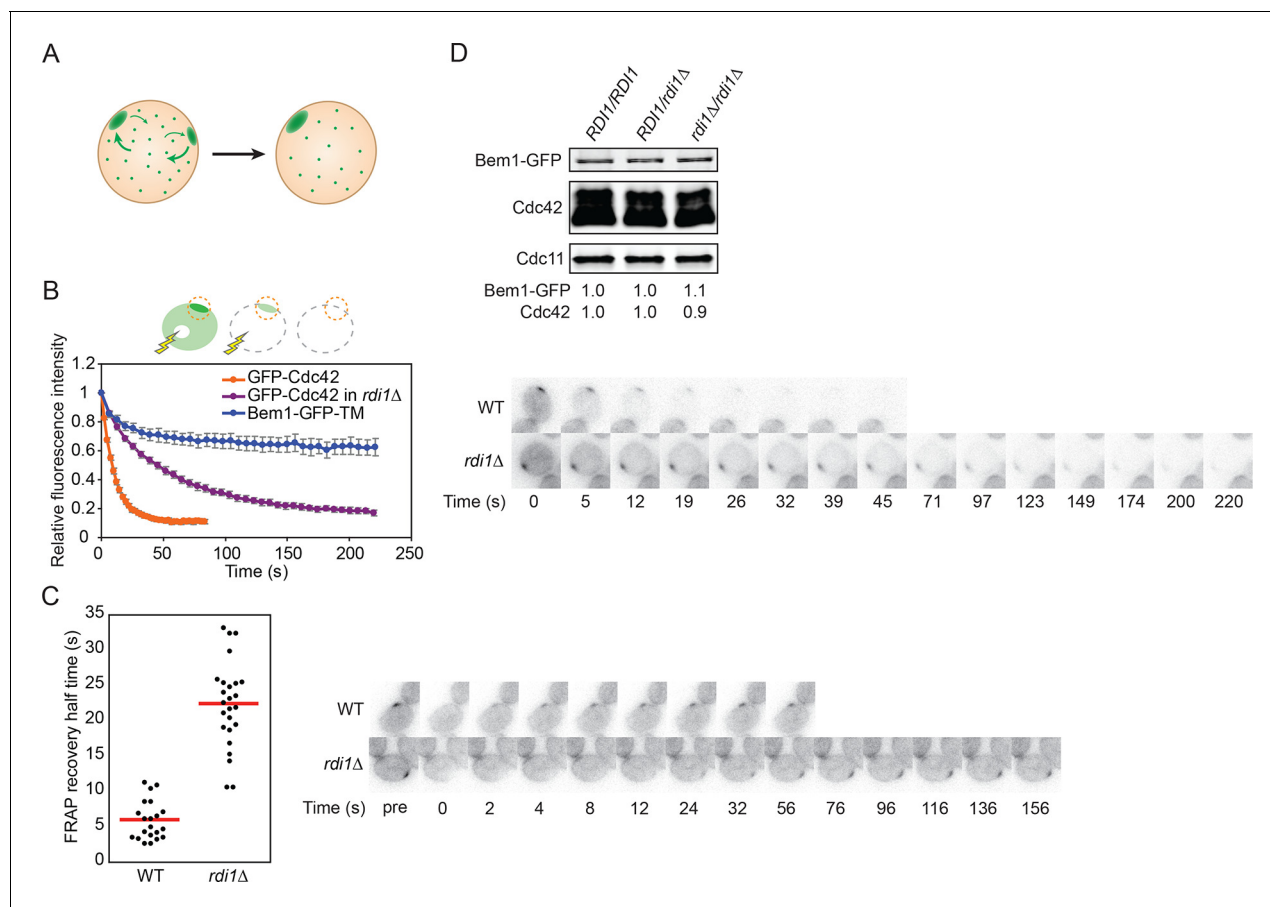 A
B
Relative fluorescence intensity
1.2
1
0.8
0.6
0.4
0.2
0
0 50 100 150 200 250
Time (s)
GFP-Cdc42
GFP-Cdc42 in rdi1Δ
Bem1-GFP-TM
C
FRAP recovery half time (s)
35
30
25
20
15
10
5
0
WT rdi1Δ
D
RDI1/RDI1
RDI1/rdi1Δ
rdi1Δ/rdi1Δ
Bem1-GFP
Cdc42
Cdc11
Bem1-GFP 1.0 1.0 1.1
Cdc42 1.0 1.0 0.9
WT
rdi1Δ
Time (s) 0 5 12 19 26 32 39 45 71 97 123 149 174 200 220
WT
rdi1Δ
Time (s) pre 0 2 4 8 12 24 32 56 76 96 116 136 156